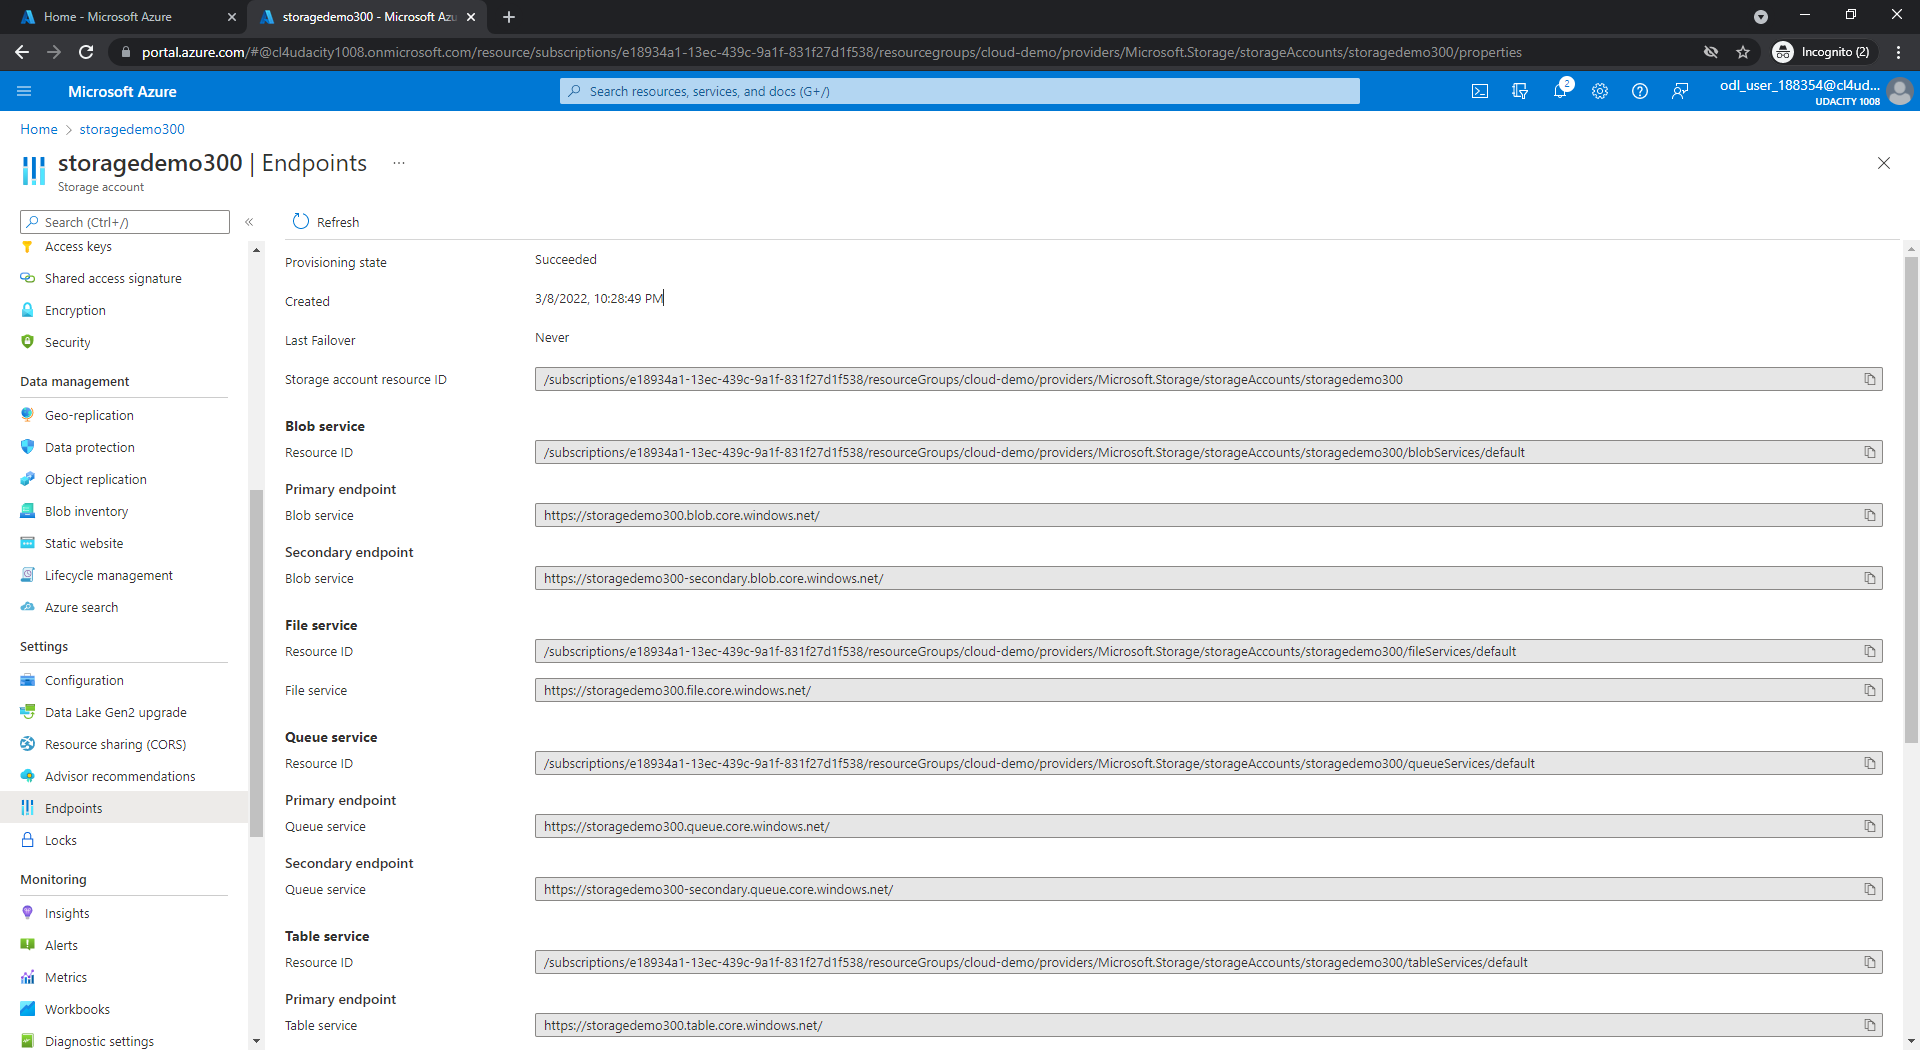 Home - Microsoft Azure
storagedemo300 - Microsoft Azu
portal.azure.com/#@cl4udacity1008.onmicrosoft.com/resource/subscriptions/e18934a1-13ec-439c-9a1f-831f27d1f538/resourcegroups/cloud-demo/providers/Microsoft.Storage/storageAccounts/storagedemo300/properties
Incognito (2)
Microsoft Azure
Search resources, services, and docs (G+/)
2
odl_user_188354@cl4ud...
UDACITY 1008
Home > storagedemo300
storagedemo300 | Endpoints ...
Storage account
Search (Ctrl+/)
«
Access keys
Shared access signature
Encryption
Security
Data management
Geo-replication
Data protection
Object replication
Blob inventory
Static website
Lifecycle management
Azure search
Settings
Configuration
Data Lake Gen2 upgrade
Resource sharing (CORS)
Advisor recommendations
Endpoints
Locks
Monitoring
Insights
Alerts
Metrics
Workbooks
Diagnostic settings
Refresh
Provisioning state
Succeeded
Created
3/8/2022, 10:28:49 PM
Last Failover
Never
Storage account resource ID
/subscriptions/e18934a1-13ec-439c-9a1f-831f27d1f538/resourceGroups/cloud-demo/providers/Microsoft.Storage/storageAccounts/storagedemo300
Blob service
Resource ID
/subscriptions/e18934a1-13ec-439c-9a1f-831f27d1f538/resourceGroups/cloud-demo/providers/Microsoft.Storage/storageAccounts/storagedemo300/blobServices/default
Primary endpoint
Blob service
https://storagedemo300.blob.core.windows.net/
Secondary endpoint
Blob service
https://storagedemo300-secondary.blob.core.windows.net/
File service
Resource ID
/subscriptions/e18934a1-13ec-439c-9a1f-831f27d1f538/resourceGroups/cloud-demo/providers/Microsoft.Storage/storageAccounts/storagedemo300/fileServices/default
File service
https://storagedemo300.file.core.windows.net/
Queue service
Resource ID
/subscriptions/e18934a1-13ec-439c-9a1f-831f27d1f538/resourceGroups/cloud-demo/providers/Microsoft.Storage/storageAccounts/storagedemo300/queueServices/default
Primary endpoint
Queue service
https://storagedemo300.queue.core.windows.net/
Secondary endpoint
Queue service
https://storagedemo300-secondary.queue.core.windows.net/
Table service
Resource ID
/subscriptions/e18934a1-13ec-439c-9a1f-831f27d1f538/resourceGroups/cloud-demo/providers/Microsoft.Storage/storageAccounts/storagedemo300/tableServices/default
Primary endpoint
Table service
https://storagedemo300.table.core.windows.net/